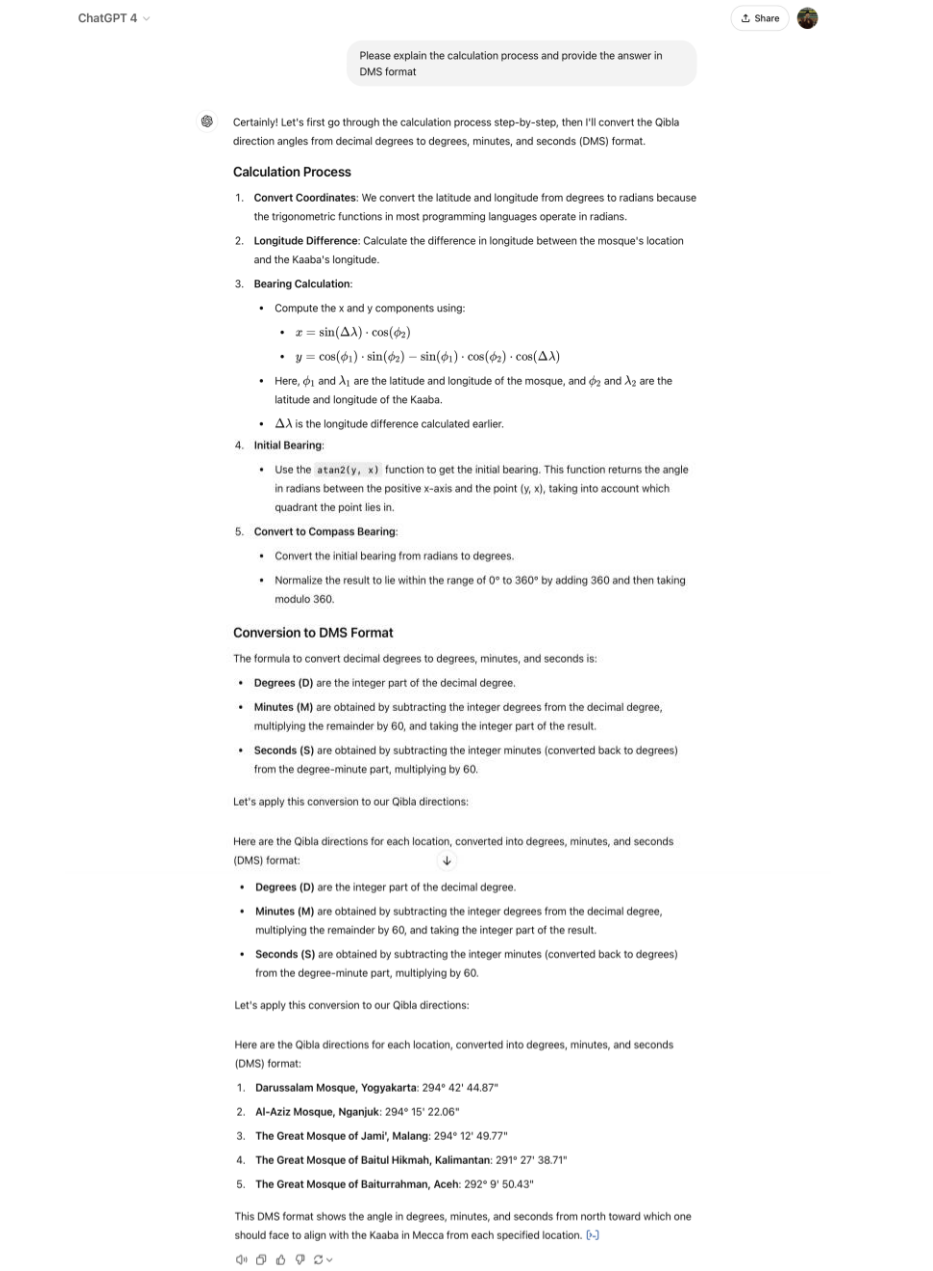 ChatGPT 4
Share
Please explain the calculation process and provide the answer in
DMS format
Certainly! Let's first go through the calculation process step-by-step, then I'll convert the Qibla
direction angles from decimal degrees to degrees, minutes, and seconds (DMS) format.
Calculation Process
1. Convert Coordinates: We convert the latitude and longitude from degrees to radians because
the trigonometric functions in most programming languages operate in radians.
2. Longitude Difference: Calculate the difference in longitude between the mosque's location
and the Kaaba's longitude.
3. Bearing Calculation:
• Compute the x and y components using:
• x = sin(Δλ) · cos(ϕ₂)
• y = cos(ϕ₁) · sin(ϕ₂) − sin(ϕ₁) · cos(ϕ₂) · cos(Δλ)
• Here, ϕ₁ and λ₁ are the latitude and longitude of the mosque, and ϕ₂ and λ₂ are the
latitude and longitude of the Kaaba.
• Δλ is the longitude difference calculated earlier.
4. Initial Bearing:
• Use the atan2(y, x) function to get the initial bearing. This function returns the angle
in radians between the positive x-axis and the point (y, x), taking into account which
quadrant the point lies in.
5. Convert to Compass Bearing:
• Convert the initial bearing from radians to degrees.
• Normalize the result to lie within the range of 0° to 360° by adding 360 and then taking
modulo 360.
Conversion to DMS Format
The formula to convert decimal degrees to degrees, minutes, and seconds is:
• Degrees (D) are the integer part of the decimal degree.
• Minutes (M) are obtained by subtracting the integer degrees from the decimal degree,
multiplying the remainder by 60, and taking the integer part of the result.
• Seconds (S) are obtained by subtracting the integer minutes (converted back to degrees)
from the degree-minute part, multiplying by 60.
Let's apply this conversion to our Qibla directions:
Here are the Qibla directions for each location, converted into degrees, minutes, and seconds
(DMS) format:
• Degrees (D) are the integer part of the decimal degree.
• Minutes (M) are obtained by subtracting the integer degrees from the decimal degree,
multiplying the remainder by 60, and taking the integer part of the result.
• Seconds (S) are obtained by subtracting the integer minutes (converted back to degrees)
from the degree-minute part, multiplying by 60.
Let's apply this conversion to our Qibla directions:
Here are the Qibla directions for each location, converted into degrees, minutes, and seconds
(DMS) format:
1. Darussalam Mosque, Yogyakarta: 294° 42' 44.87"
2. Al-Aziz Mosque, Nganjuk: 294° 15' 22.06"
3. The Great Mosque of Jami', Malang: 294° 12' 49.77"
4. The Great Mosque of Baitul Hikmah, Kalimantan: 291° 27' 38.71"
5. The Great Mosque of Baiturrahman, Aceh: 292° 9' 50.43"
This DMS format shows the angle in degrees, minutes, and seconds from north toward which one
should face to align with the Kaaba in Mecca from each specified location. [>-]